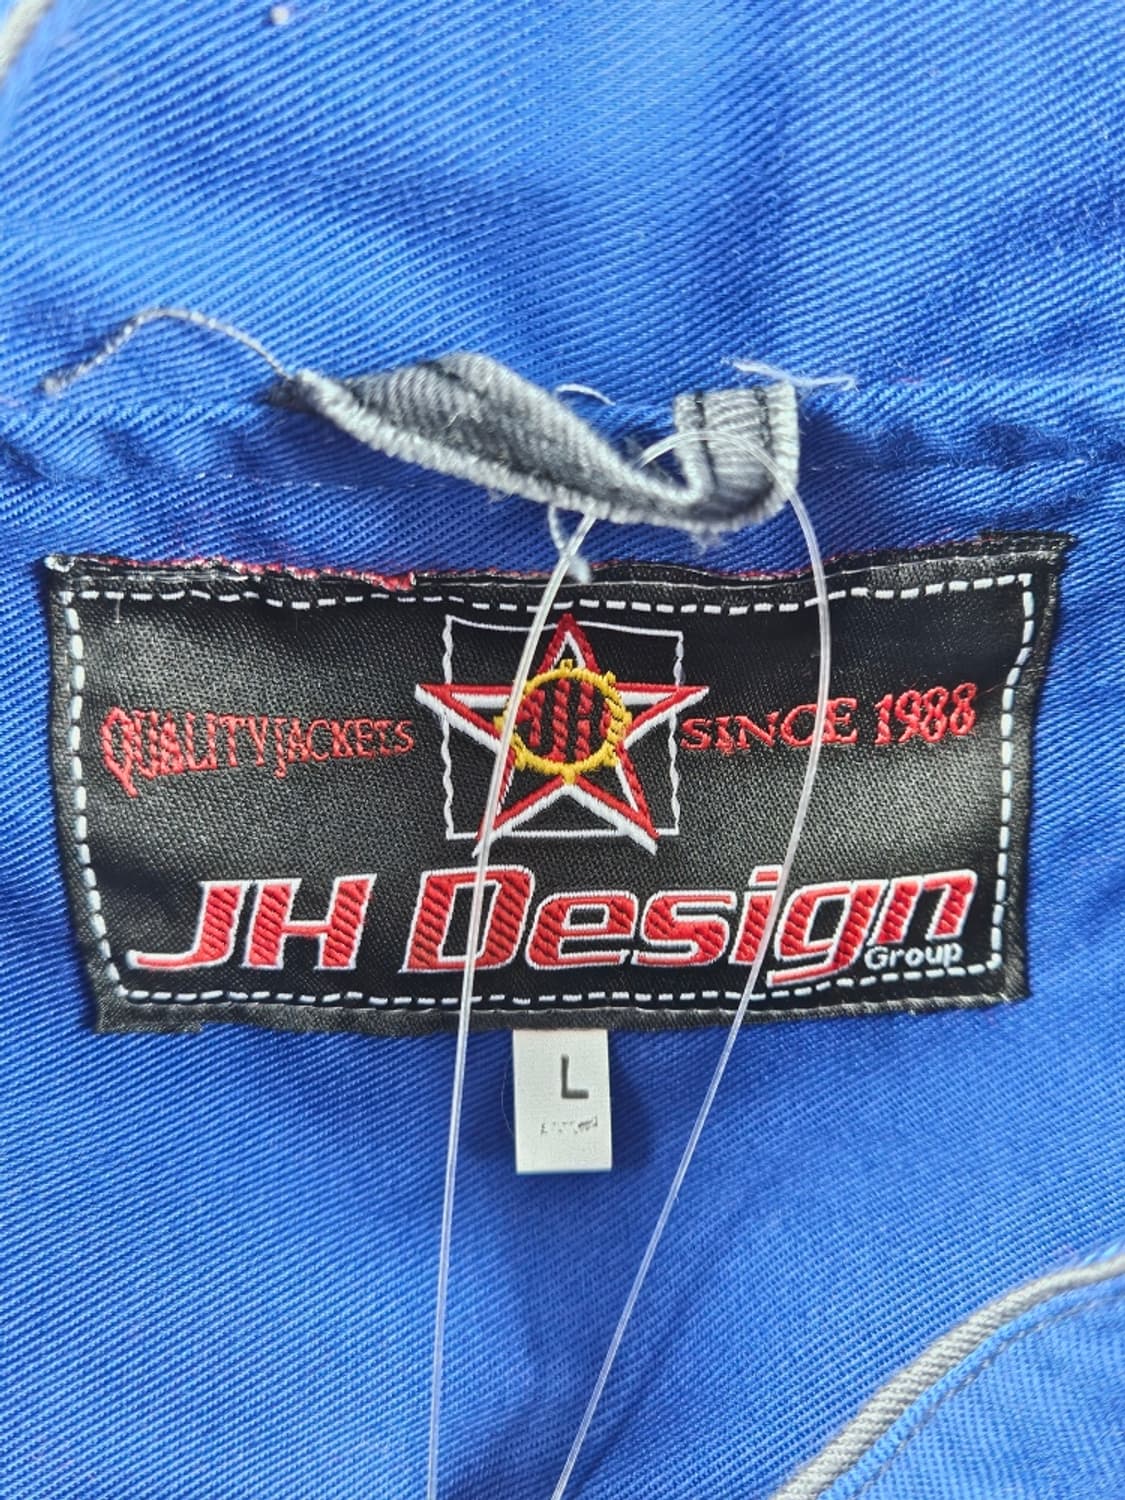 QUALITY JACKETS
JH
SINCE 1988
JH Design
Group
L